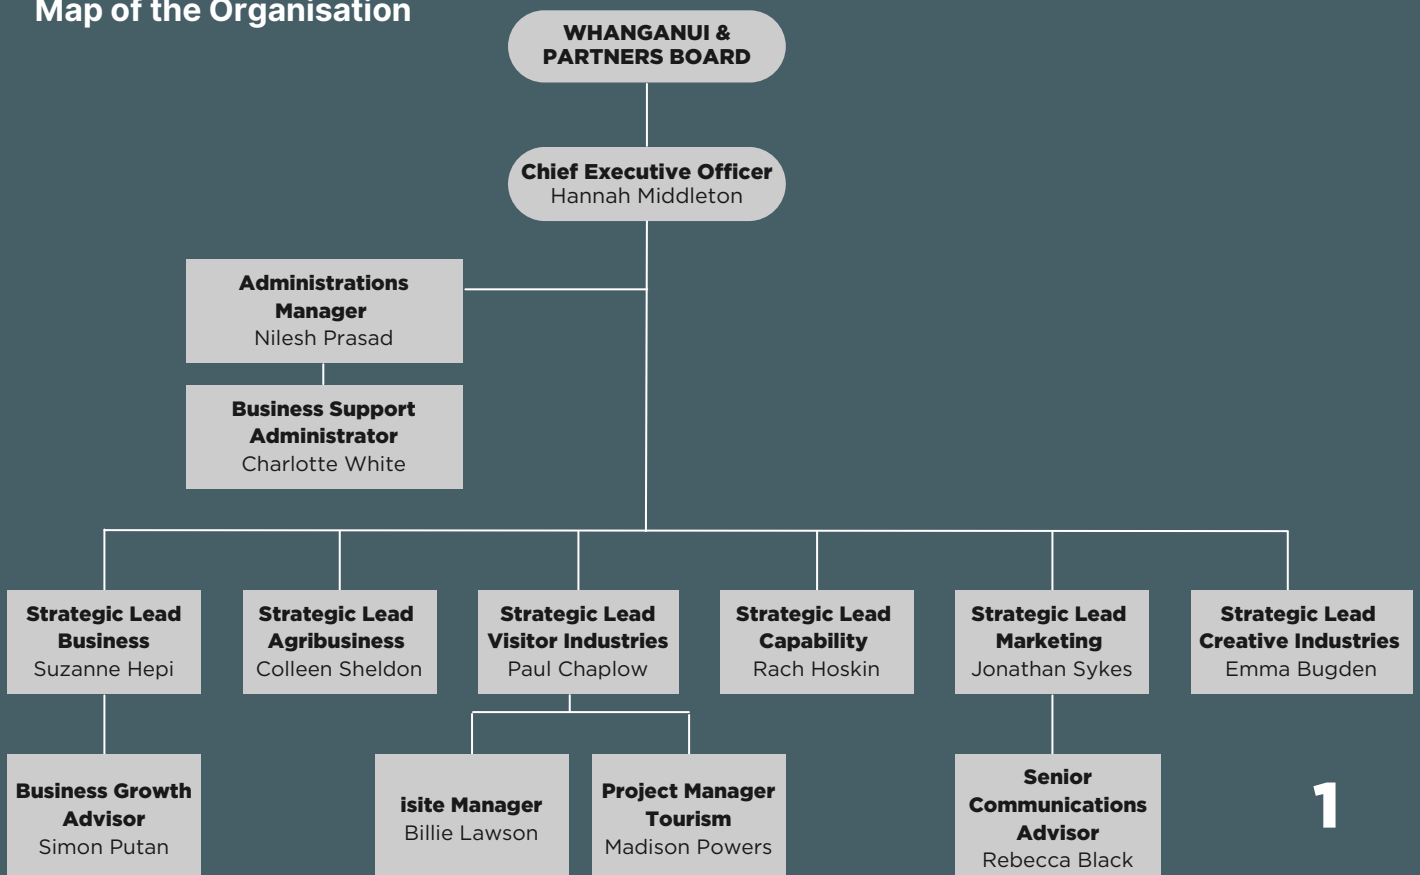 Map of the Organisation
WHANGANUI &
PARTNERS BOARD
Chief Executive Officer
Hannah Middleton
Administrations
Manager
Nilesh Prasad
Business Support
Administrator
Charlotte White
Strategic Lead
Business
Suzanne Hepi
Strategic Lead
Agribusiness
Colleen Sheldon
Strategic Lead
Visitor Industries
Paul Chaplow
Strategic Lead
Capability
Rach Hoskin
Strategic Lead
Marketing
Jonathan Sykes
Strategic Lead
Creative Industries
Emma Bugden
Business Growth
Advisor
Simon Putan
isite Manager
Billie Lawson
Project Manager
Tourism
Madison Powers
Senior
Communications
Advisor
Rebecca Black
1